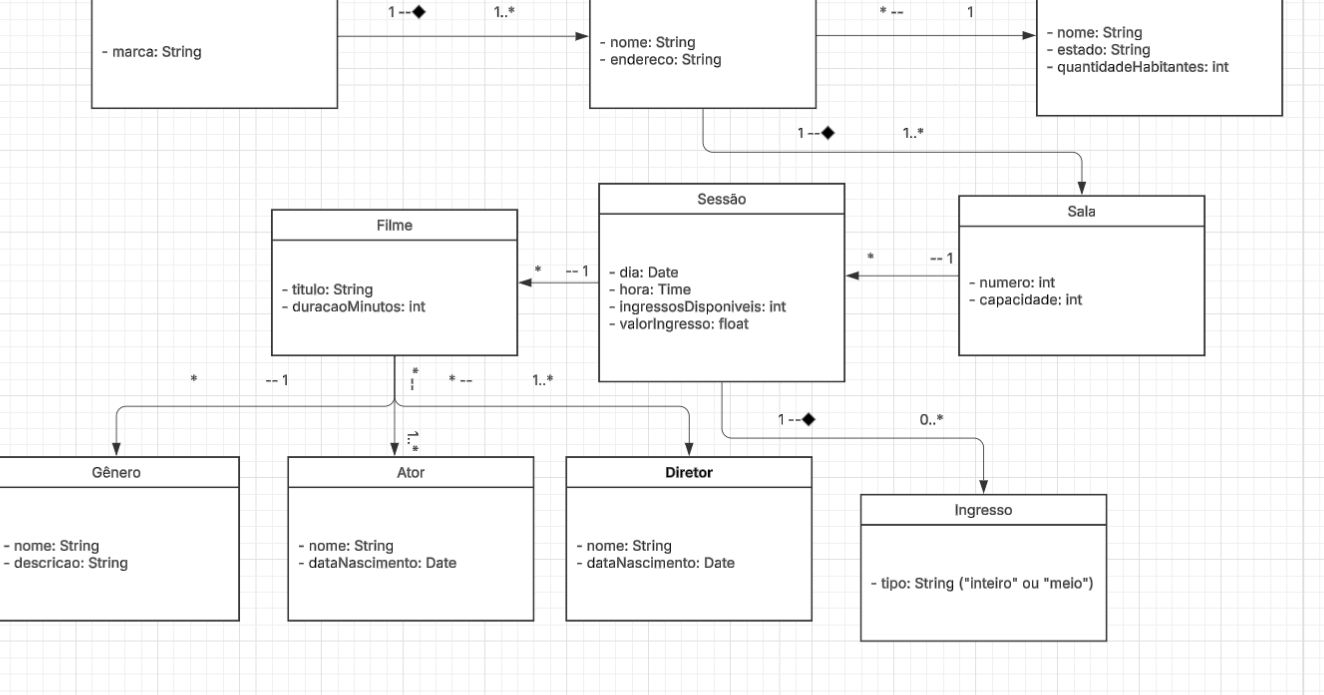 1 --◆ 1..*
* -- 1
- marca: String
- nome: String
- endereco: String
- nome: String
- estado: String
- quantidadeHabitantes: int
1 --◆ 1..*
Sessão
- dia: Date
- hora: Time
- ingressosDisponiveis: int
- valorIngresso: float
Sala
- numero: int
- capacidade: int
* -- 1
Filme
- titulo: String
- duracaoMinutos: int
* -- 1
* -- 1
* -- 1..*
* -- 1..*
1 --◆ 0..*
Gênero
- nome: String
- descricao: String
Ator
- nome: String
- dataNascimento: Date
Diretor
- nome: String
- dataNascimento: Date
Ingresso
- tipo: String ("inteiro" ou "meio")